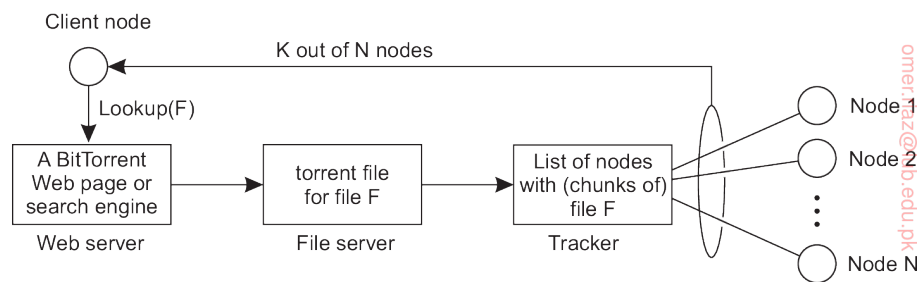 Client node
K out of N nodes
Lookup(F)
A BitTorrent
Web page or
search engine
Web server
torrent file
for file F
File server
List of nodes
with (chunks of)
file F
Tracker
Node 1
Node 2
Node N